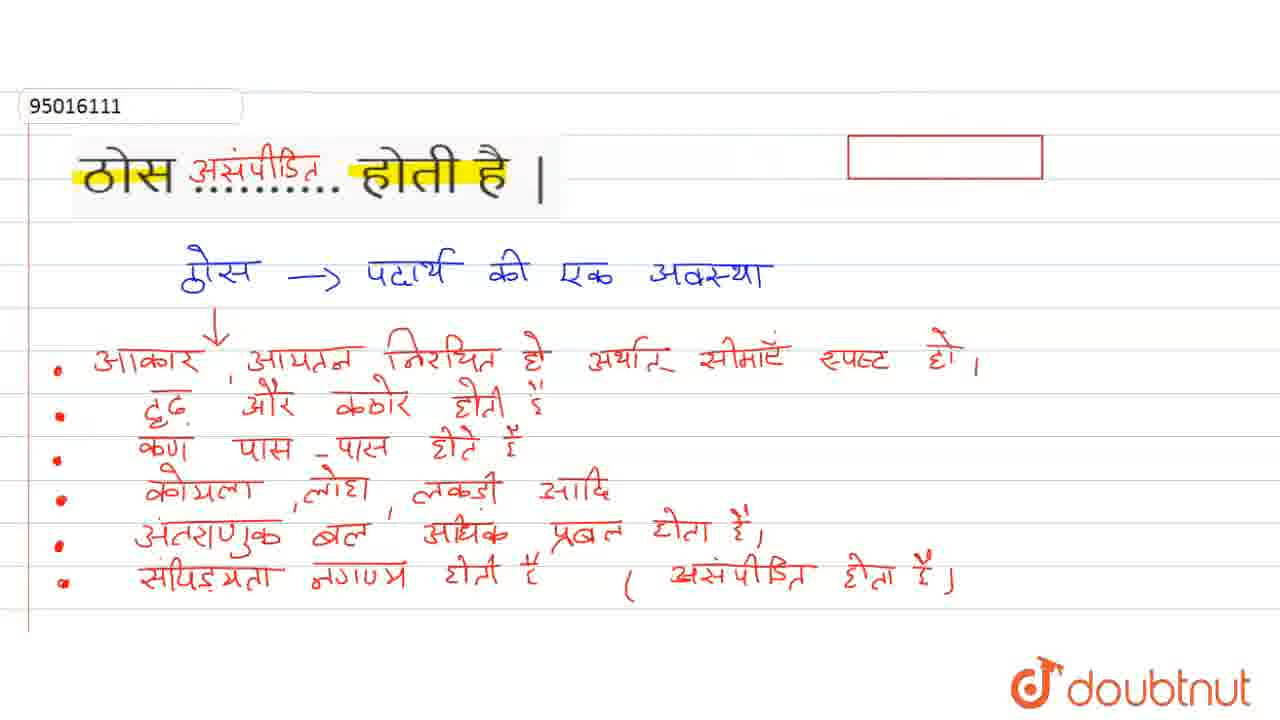 95016111
ठोस असंपीडित .......... होती है |
ठोस → पदार्थ की एक अवस्था
↓
• आकार, आयतन निश्चित हो अर्थात् सीमाएँ स्पष्ट हो।
• दृढ़ और कठोर होती है
• कण पास - पास होते है
• कोयला, लोहा, लकडी आदि
• अंतराणुक बल अधिक प्रबल होता है,
• संपीड़यता नगण्य होती है ( असंपीडित होता है)
doubtnut